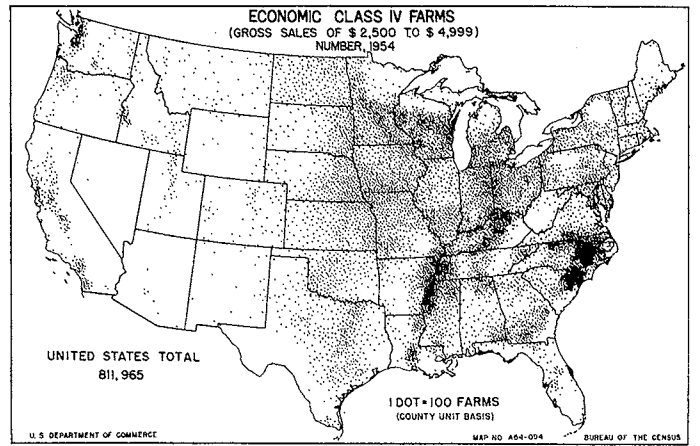 ECONOMIC CLASS IV FARMS
(GROSS SALES OF $2,500 TO $4,999)
NUMBER, 1954
UNITED STATES TOTAL
811,965
1 DOT = 100 FARMS
(COUNTY UNIT BASIS)
U. S DEPARTMENT OF COMMERCE
MAP NO A54-094
BUREAU OF THE CENSUS